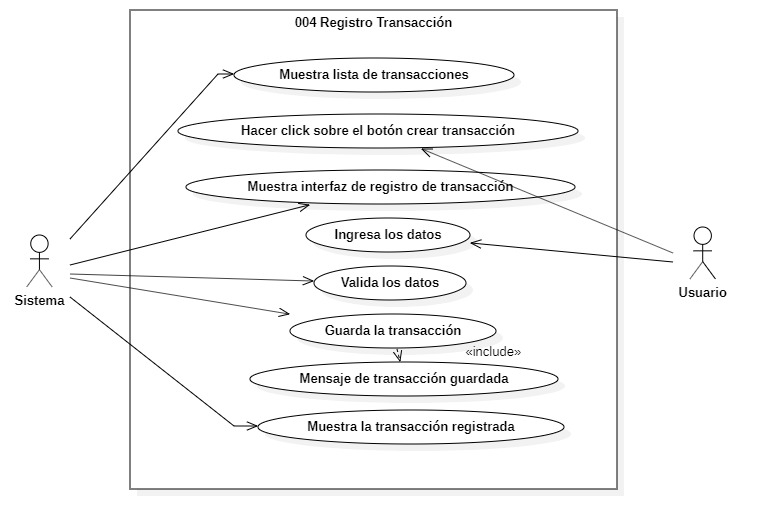 004 Registro Transacción
Muestra lista de transacciones
Hacer click sobre el botón crear transacción
Muestra interfaz de registro de transacción
Ingresa los datos
Valida los datos
Sistema
Usuario
Guarda la transacción
«include»
Mensaje de transacción guardada
Muestra la transacción registrada